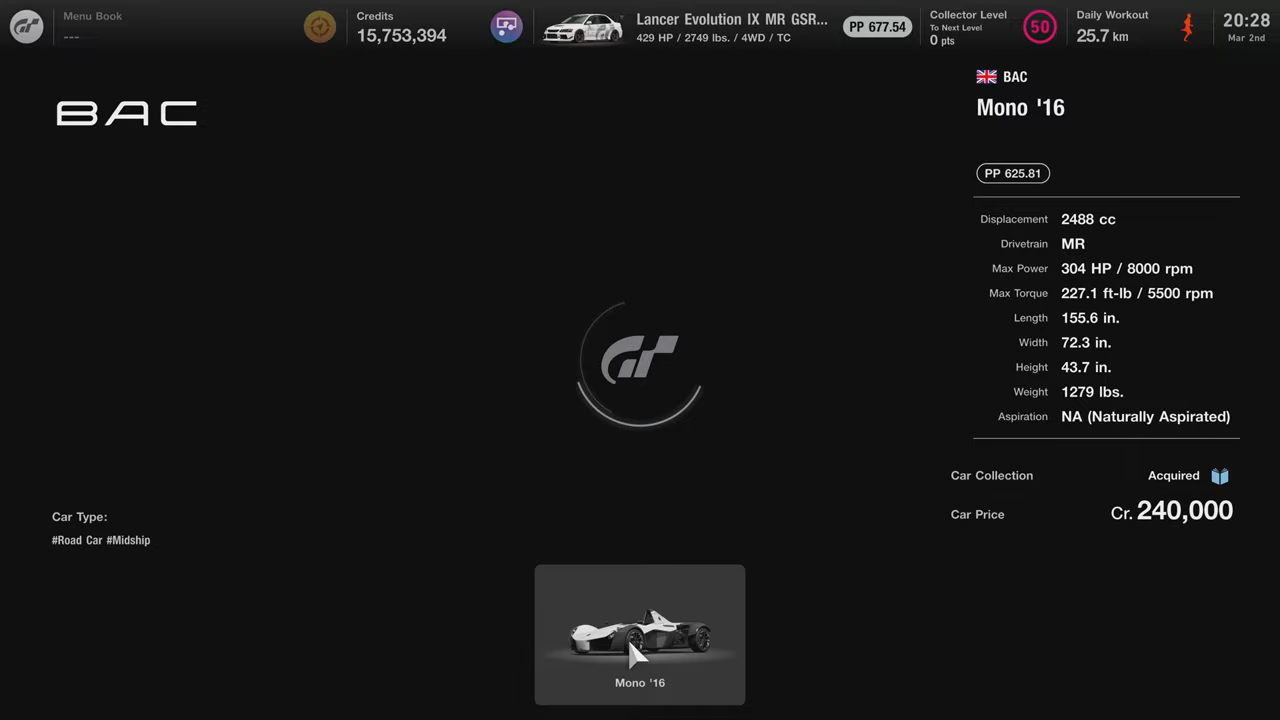 Menu Book
---
Credits
15,753,394
Lancer Evolution IX MR GSR...
429 HP / 2749 lbs. / 4WD / TC
PP 677.54
Collector Level
To Next Level
0 pts
50
Daily Workout
25.7 km
20:28
Mar 2nd
BAC
BAC
Mono '16
PP 625.81
Displacement 2488 cc
Drivetrain MR
Max Power 304 HP / 8000 rpm
Max Torque 227.1 ft-lb / 5500 rpm
Length 155.6 in.
Width 72.3 in.
Height 43.7 in.
Weight 1279 lbs.
Aspiration NA (Naturally Aspirated)
Car Collection Acquired
Car Price Cr. 240,000
Car Type:
#Road Car #Midship
Mono '16